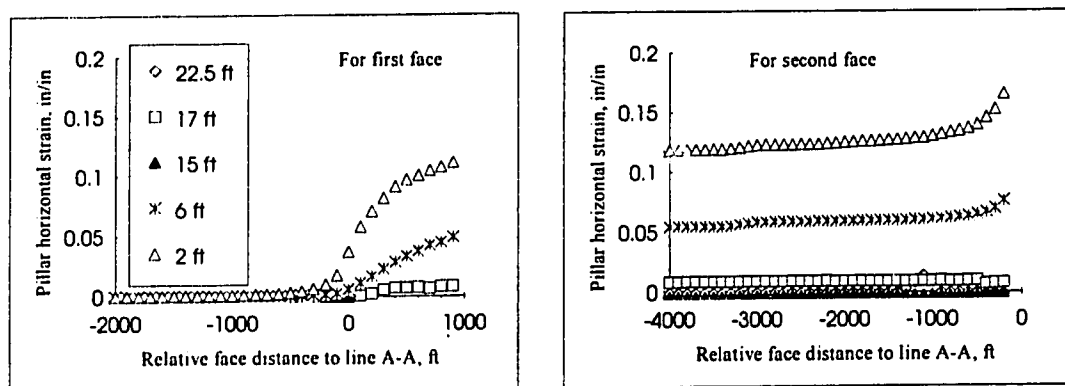 Pillar horizontal strain. in/in
0.2
0.15
0.1
0.05
0
22.5 ft
17 ft
15 ft
6 ft
2 ft
For first face
-2000
-1000
0
1000
Relative face distance to line A-A, ft
Pillar horizontal strain, in/in
0.2
0.15
0.1
0.05
0
For second face
-4000
-3000
-2000
-1000
0
Relative face distance to line A-A, ft